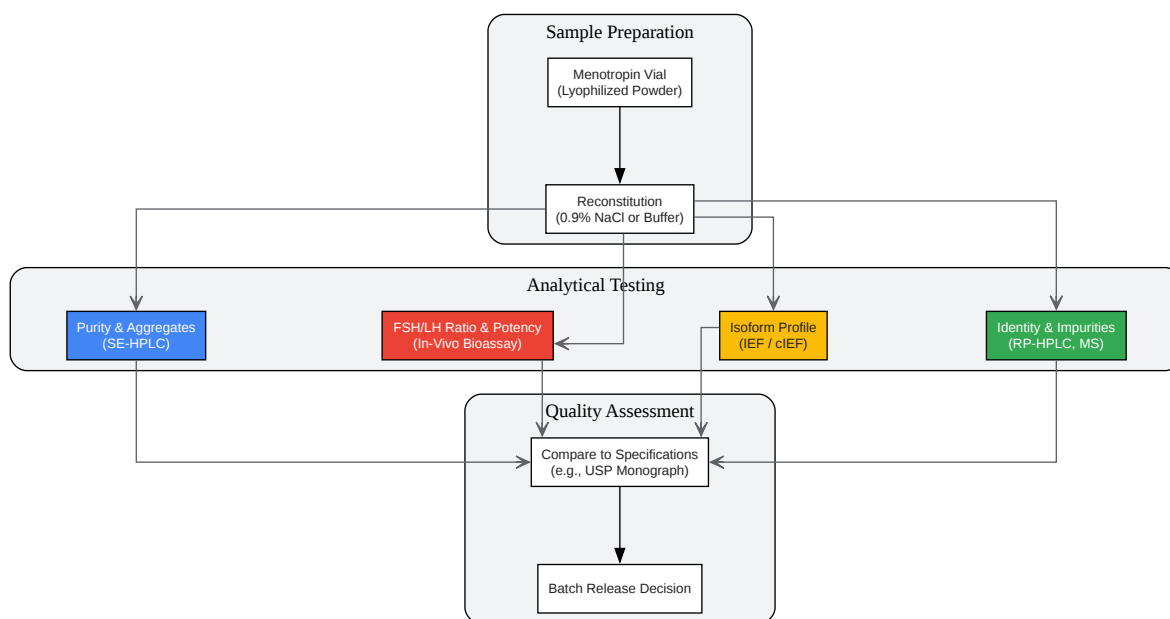 Sample Preparation
Menotropin Vial
(Lyophilized Powder)
Reconstitution
(0.9% NaCl or Buffer)
Analytical Testing
Purity & Aggregates
(SE-HPLC)
FSH/LH Ratio & Potency
(In-Vivo Bioassay)
Isoform Profile
(IEF / cIEF)
Identity & Impurities
(RP-HPLC, MS)
Quality Assessment
Compare to Specifications
(e.g., USP Monograph)
Batch Release Decision